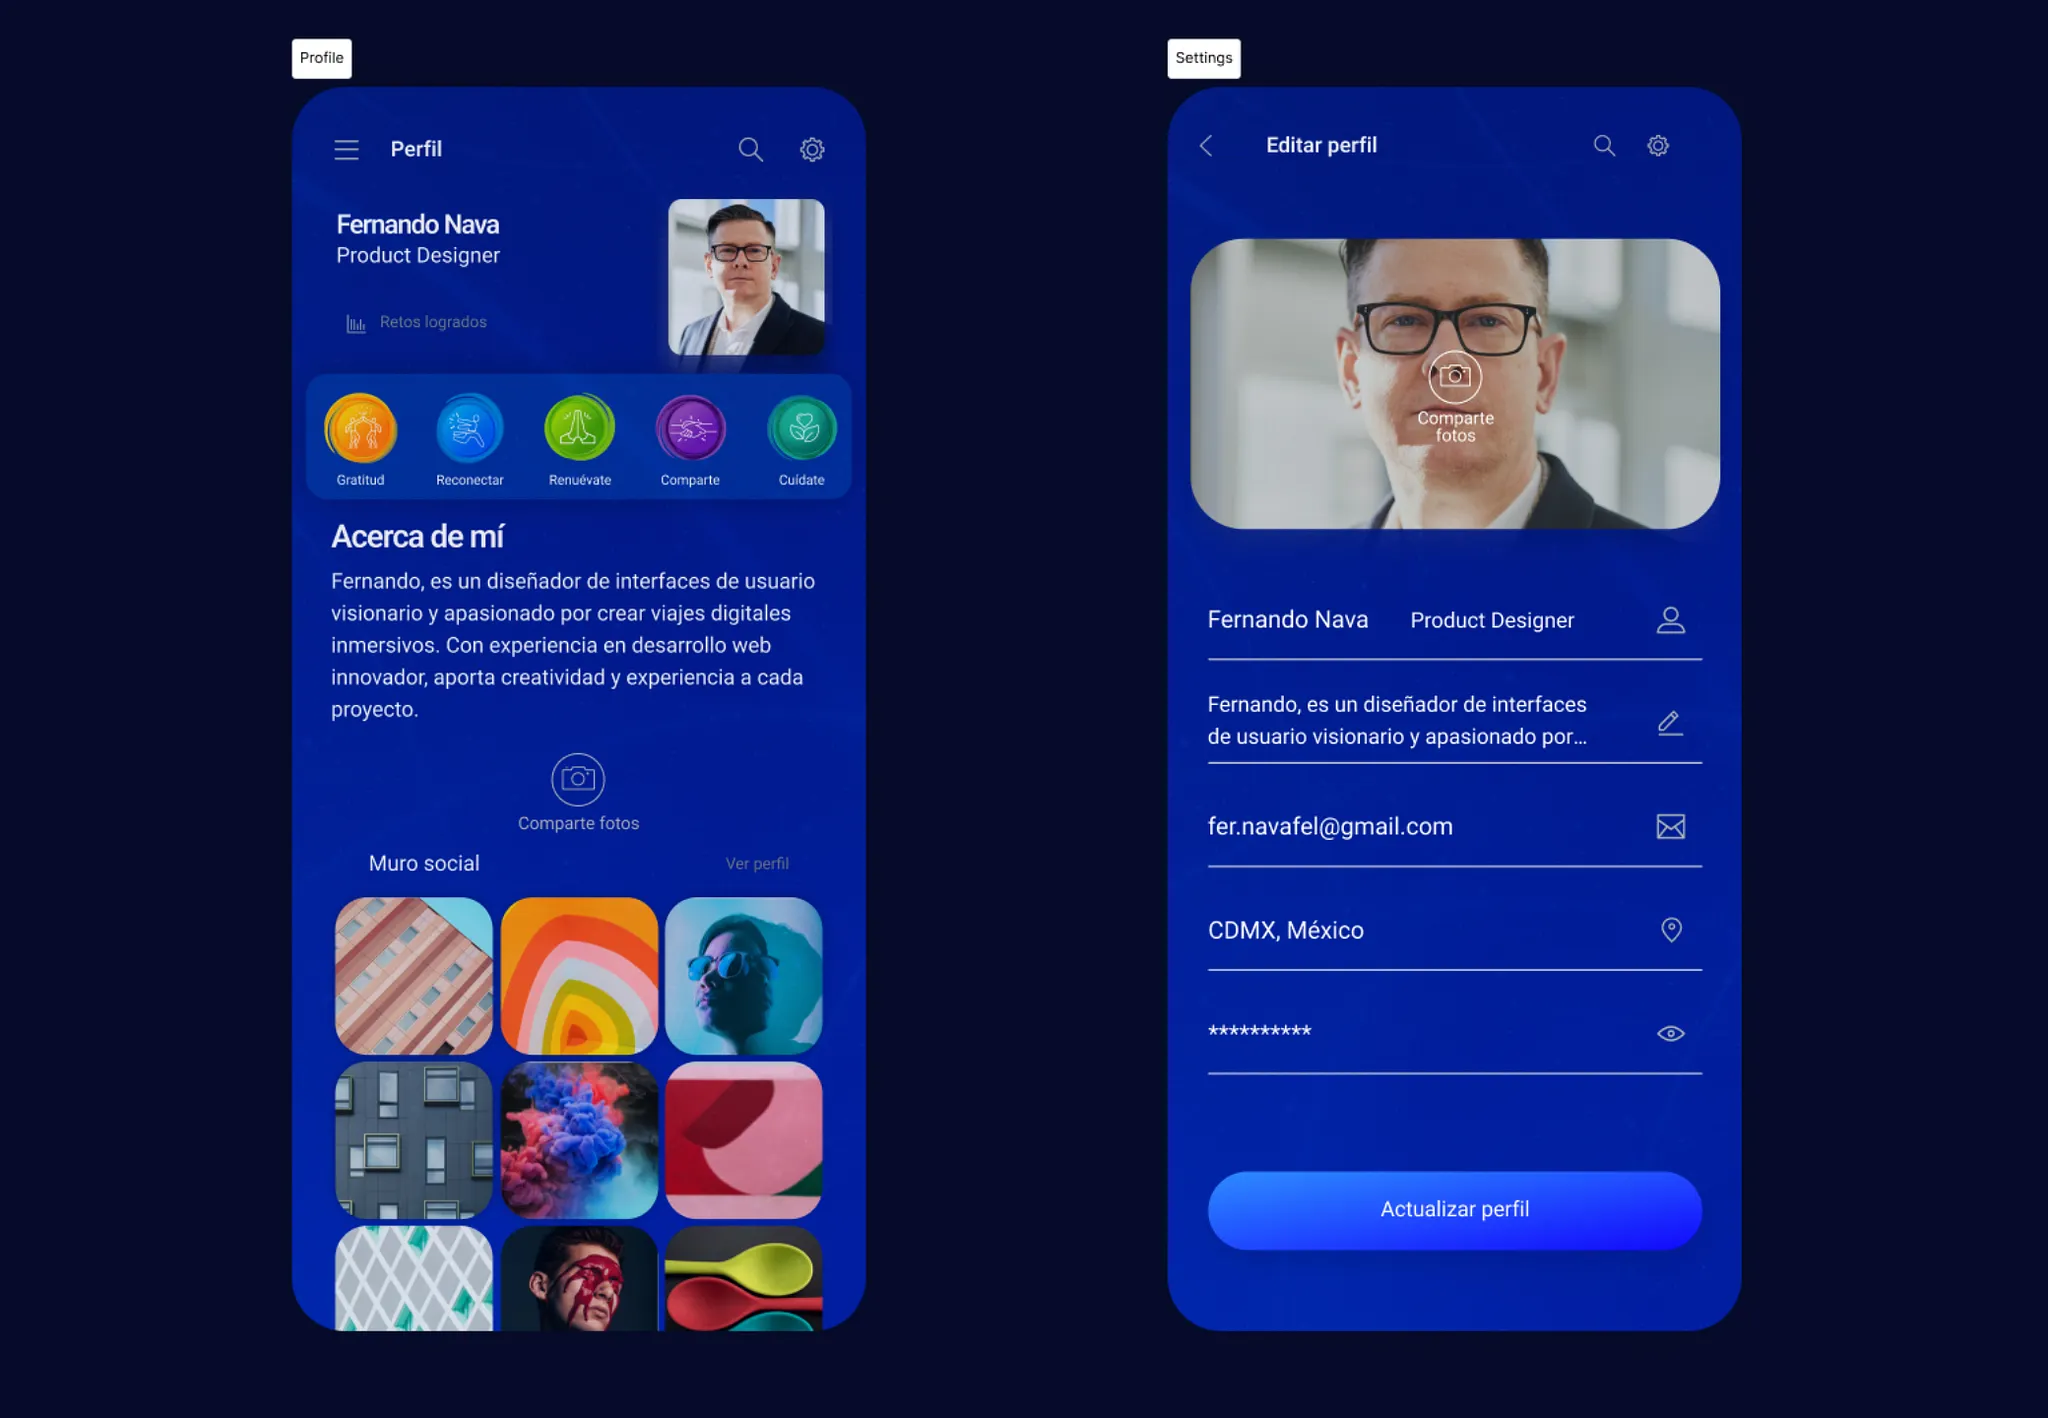 Profile
Perfil
Fernando Nava
Product Designer
Retos logrados
Gratitud
Reconectar
Renuévate
Comparte
Cuídate
Acerca de mí
Fernando, es un diseñador de interfaces de usuario
visionario y apasionado por crear viajes digitales
inmersivos. Con experiencia en desarrollo web
innovador, aporta creatividad y experiencia a cada
proyecto.
Comparte fotos
Muro social
Ver perfil
Settings
Editar perfil
Comparte
fotos
Fernando Nava
Product Designer
Fernando, es un diseñador de interfaces
de usuario visionario y apasionado por...
fer.navafel@gmail.com
CDMX, México
**********
Actualizar perfil